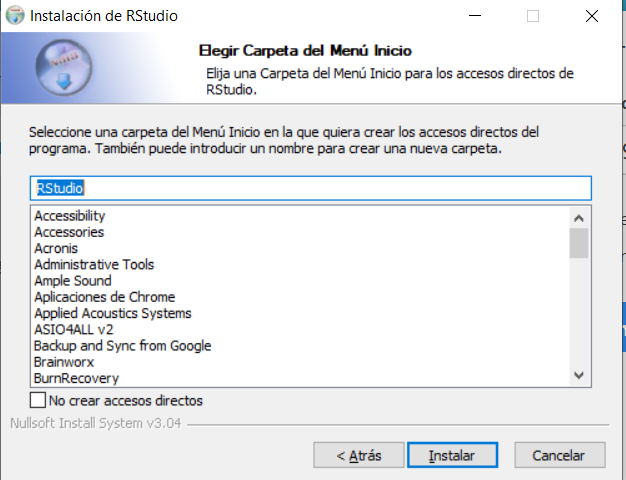 Instalación de RStudio
Elegir Carpeta del Menú Inicio
Elija una Carpeta del Menú Inicio para los accesos directos de
RStudio.
Seleccione una carpeta del Menú Inicio en la que quiera crear los accesos directos del
programa. También puede introducir un nombre para crear una nueva carpeta.
RStudio
Accessibility
Accessories
Acronis
Administrative Tools
Ample Sound
Aplicaciones de Chrome
Applied Acoustics Systems
ASIO4ALL v2
Backup and Sync from Google
Brainworx
BurnRecovery
No crear accesos directos
Nullsoft Install System v3.04
< Atrás
Instalar
Cancelar